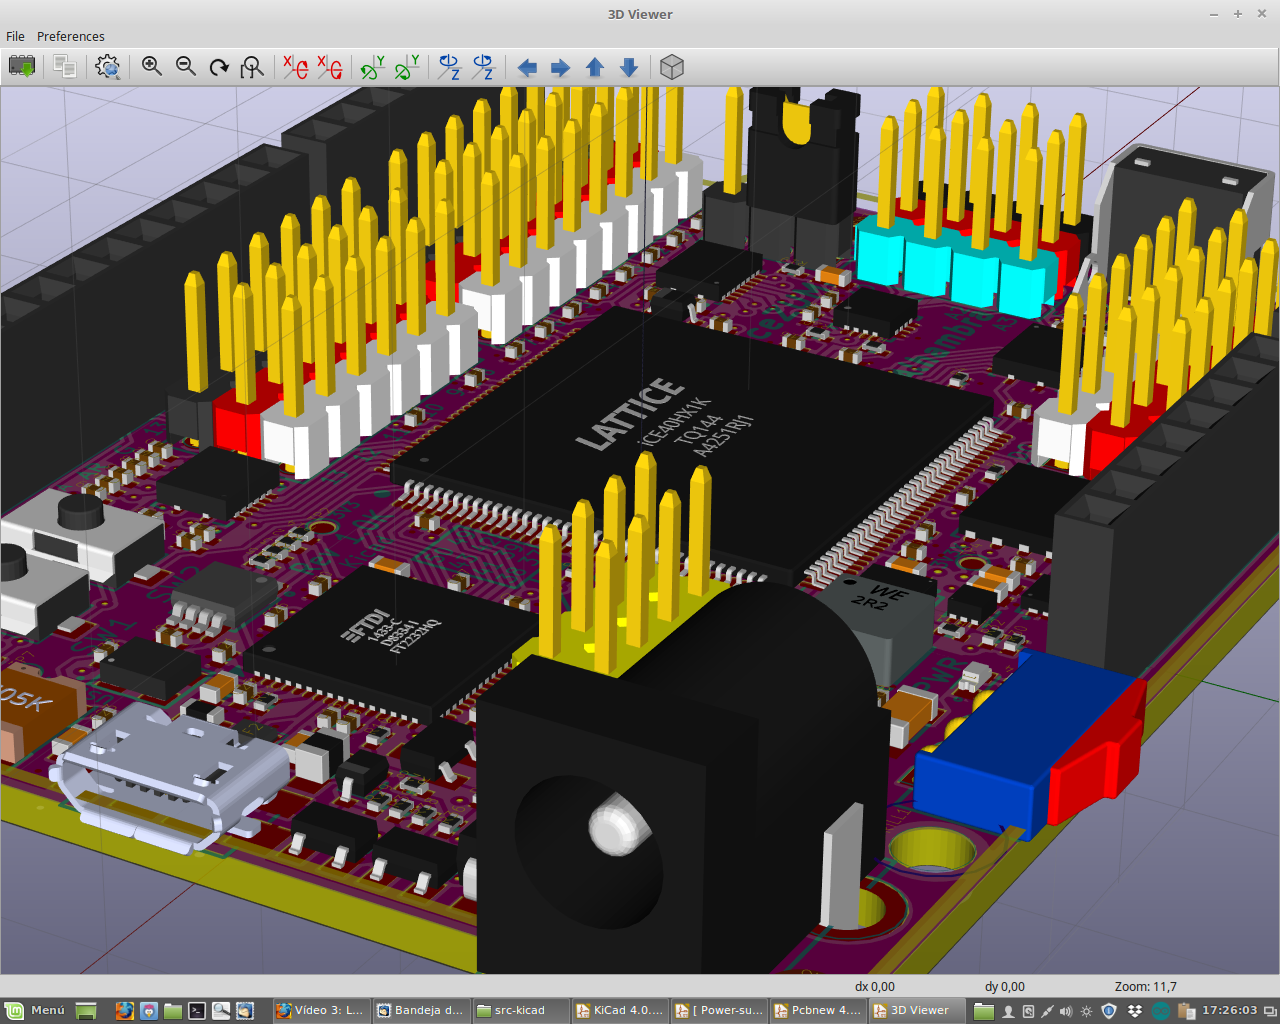 3D Viewer
File Preferences
LATTICE
iCE40HX1K
TQ144
A4251RJ1
FTDI
1433-C
FT2232HQ
WE
2R2
05K
SW1
PWR
dx 0,00 dy 0,00 Zoom: 11,7
Menú Vídeo 3: L... Bandeja d... src-kicad KiCad 4.0.... [ Power-su... Pcbnew 4.... 3D Viewer 17:26:03